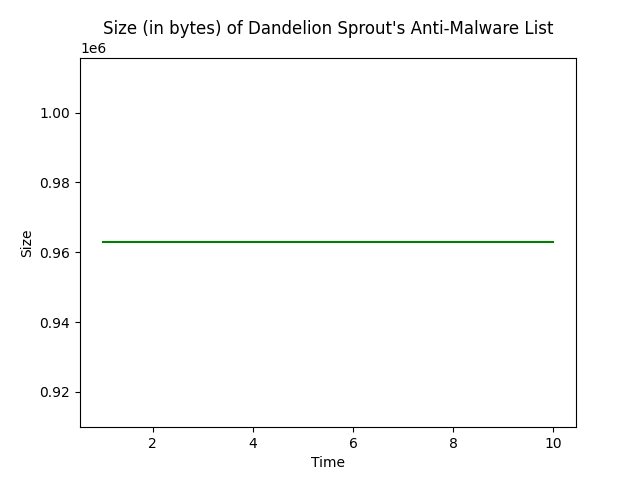 Size (in bytes) of Dandelion Sprout's Anti-Malware List
1e6
1.00
0.98
0.96
0.94
0.92
Size
2 4 6 8 10
Time